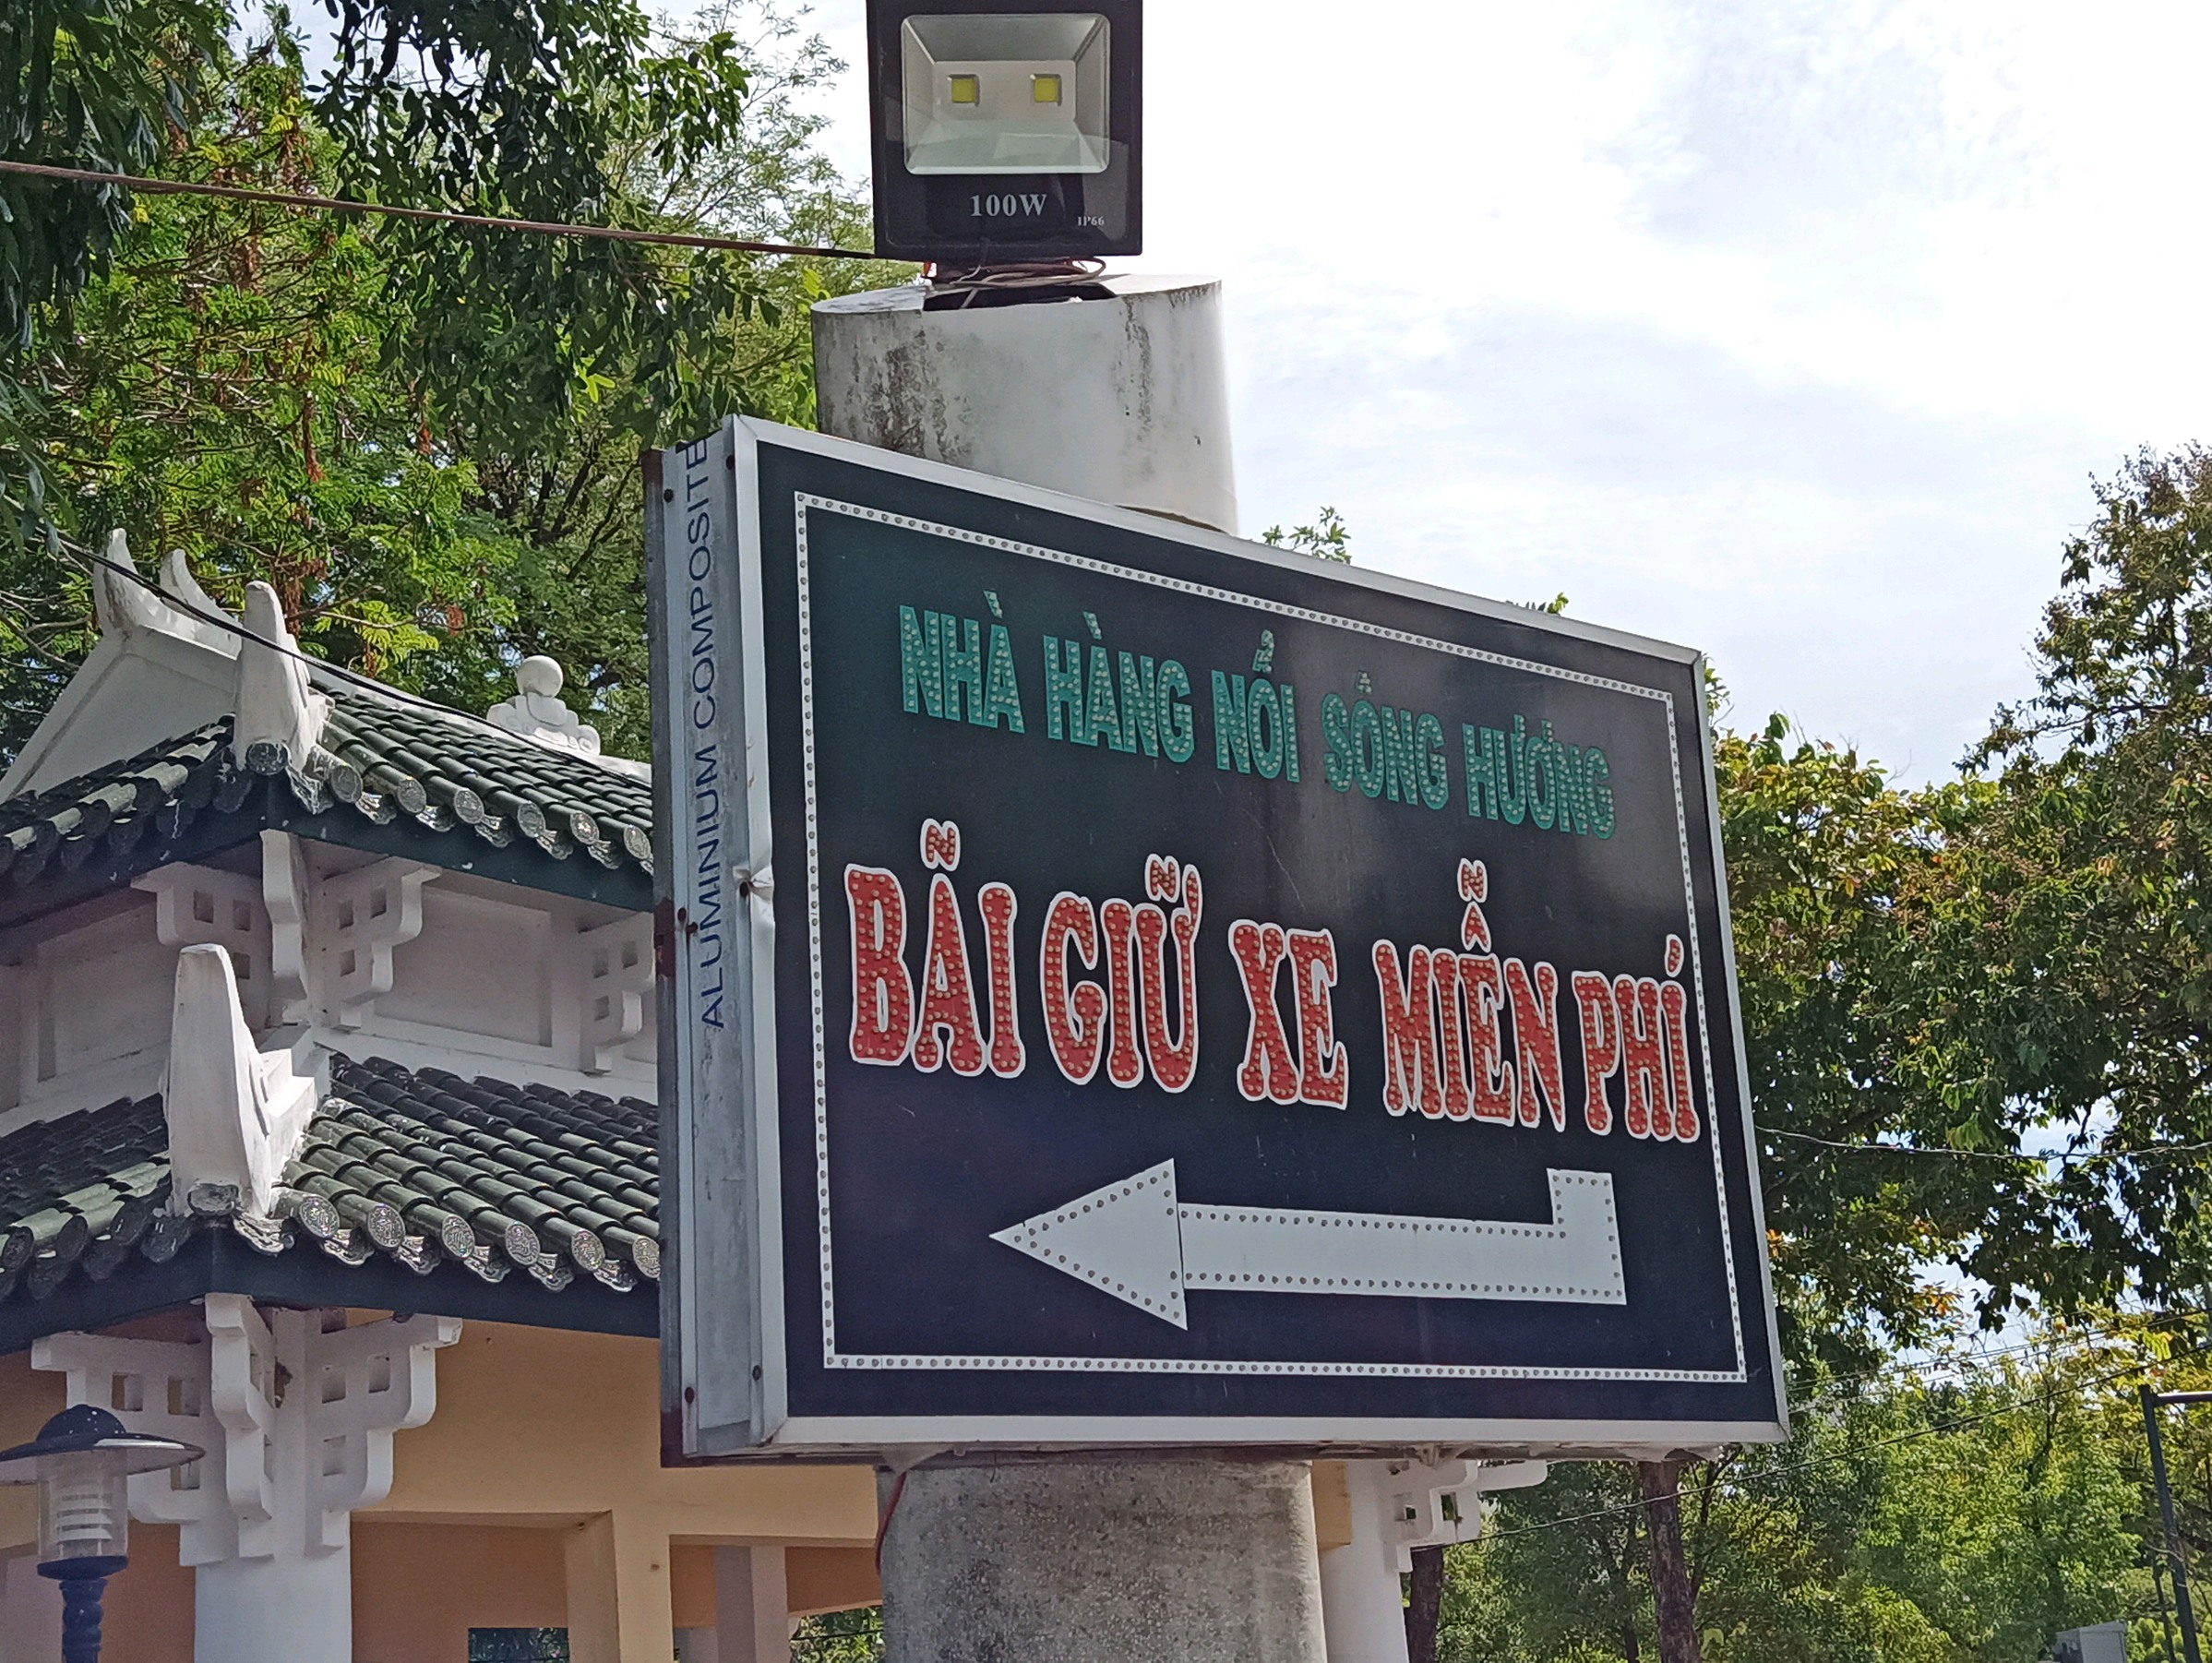 100W
IP66
ALUMINIUM COMPOSITE
NHÀ HÀNG NỔI SÔNG HƯƠNG
BÃI GIỮ XE MIỄN PHÍ